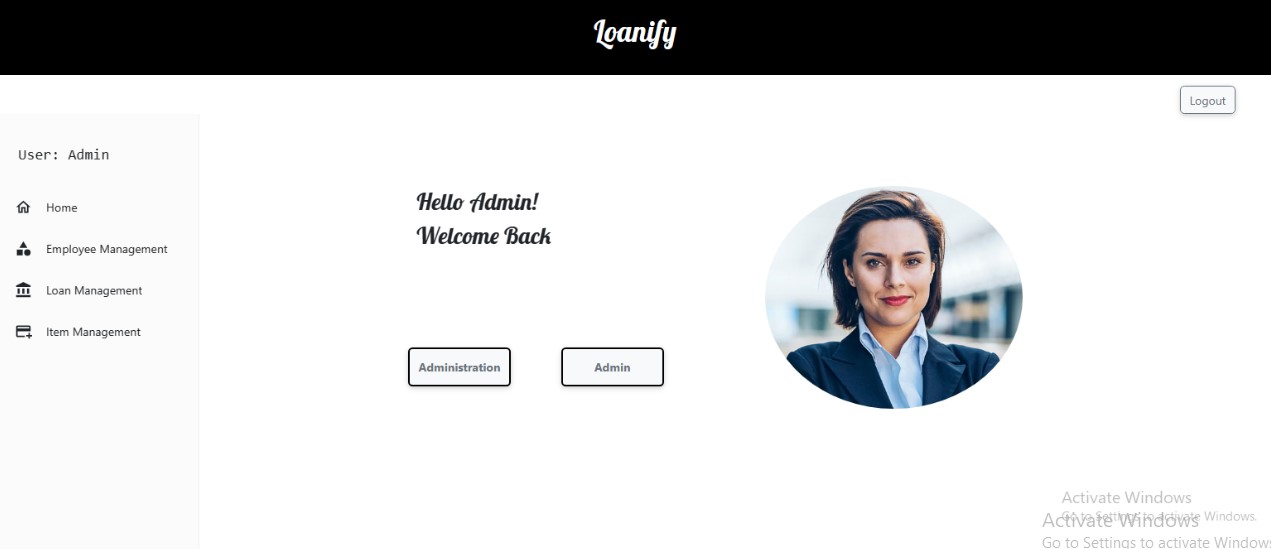 Loanify
Logout
User: Admin
Home
Employee Management
Loan Management
Item Management
Hello Admin!
Welcome Back
Administration
Admin
Activate Windows
Go to Settings to activate Windows.
Activate Windows
Go to Settings to activate Windows